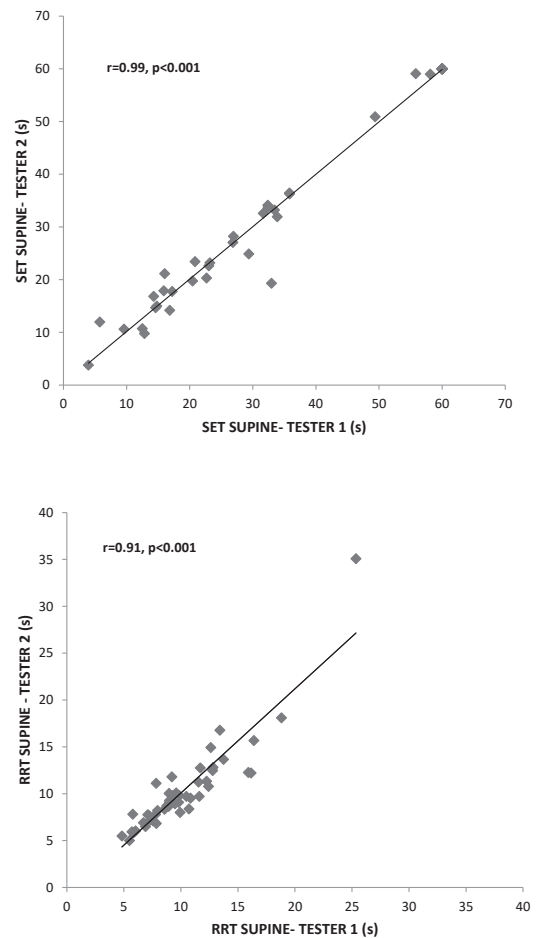 70
r=0.99, p<0.001
60
50
40
30
20
10
0
SET SUPINE- TESTER 2 (s)
0 10 20 30 40 50 60 70
SET SUPINE- TESTER 1 (s)
40
r=0.91, p<0.001
35
30
25
20
15
10
5
0
RRT SUPINE - TESTER 2 (s)
0 5 10 15 20 25 30 35 40
RRT SUPINE- TESTER 1 (s)